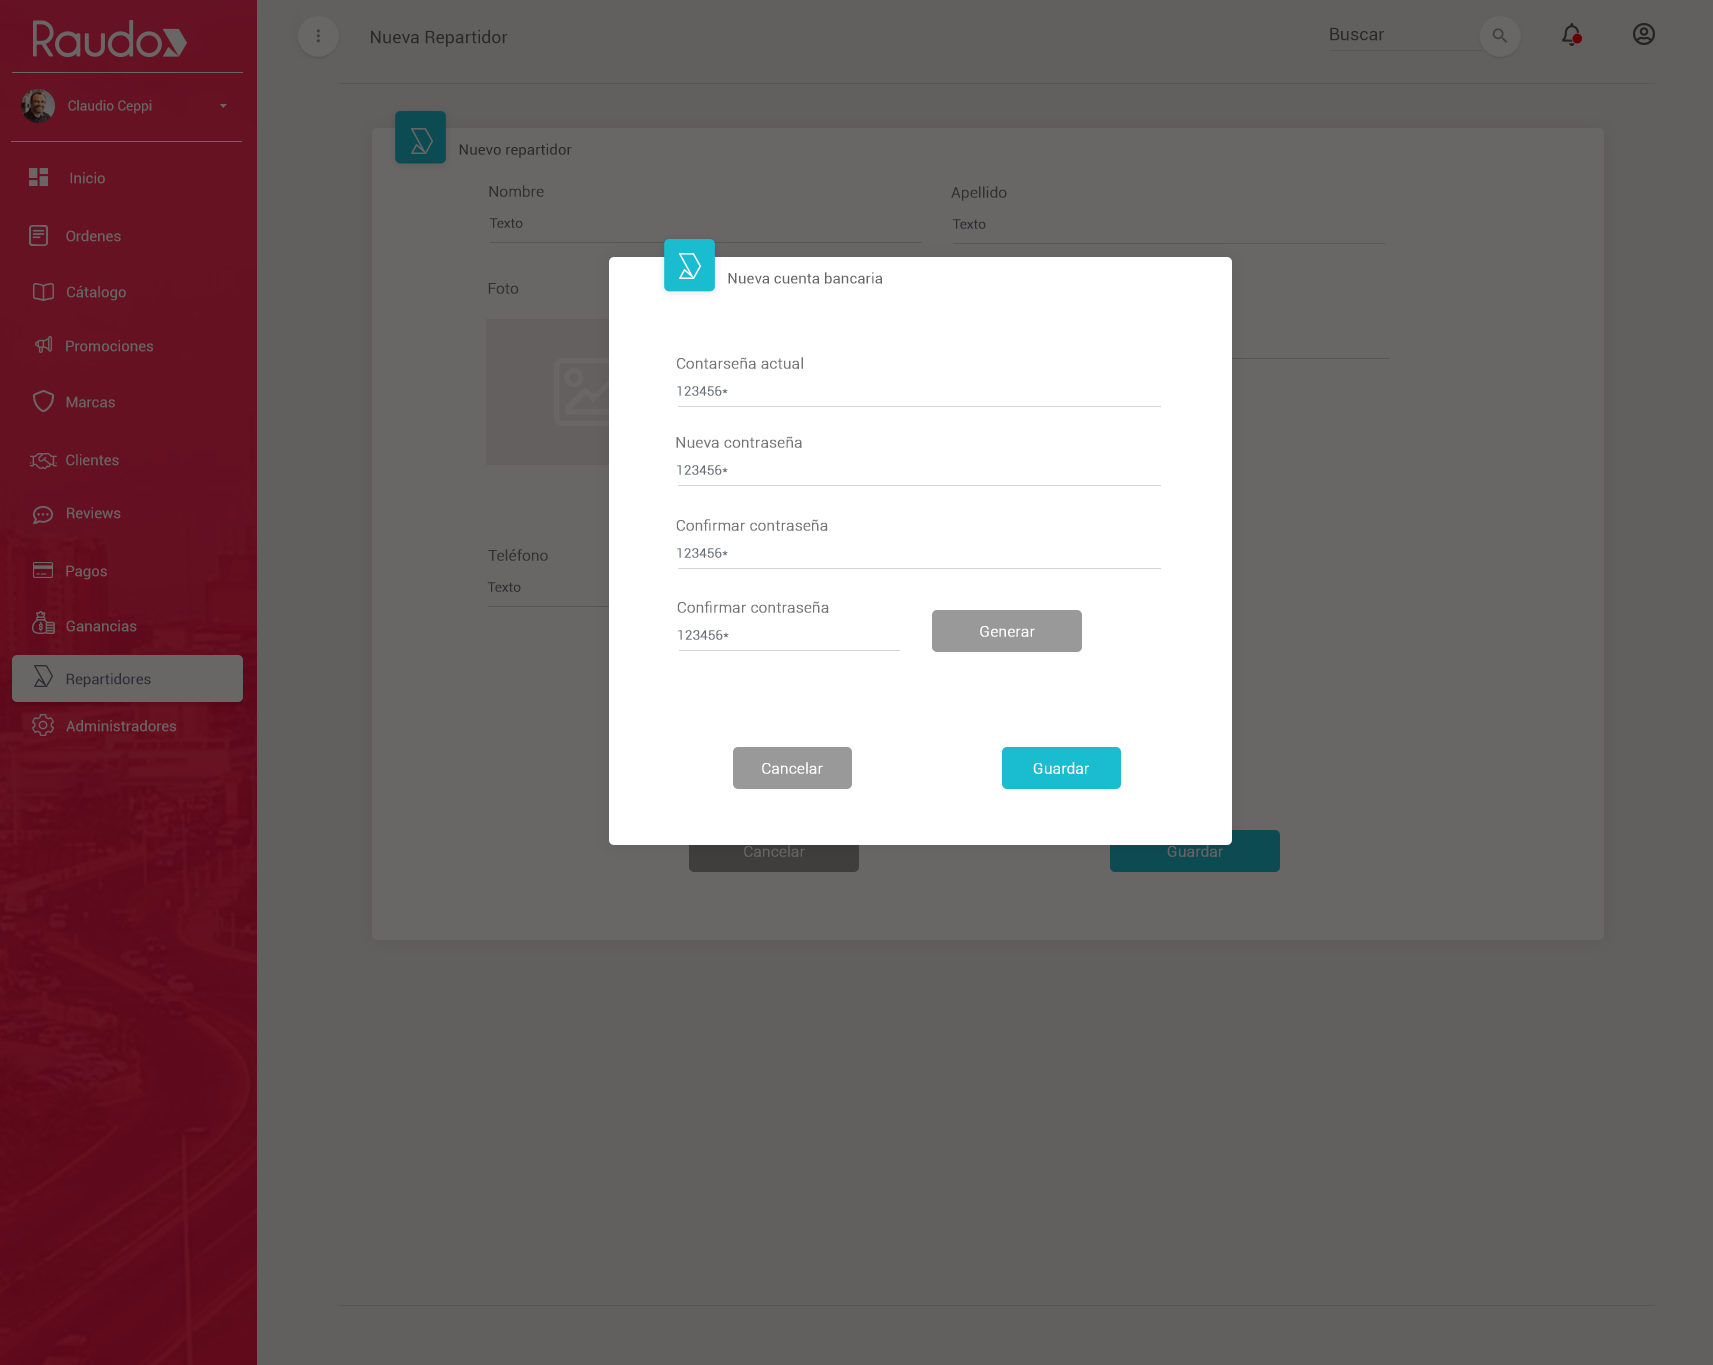 Raudo
Claudio Ceppi
Inicio
Ordenes
Cátalogo
Promociones
Marcas
Clientes
Reviews
Pagos
Ganancias
Repartidores
Administradores
Nueva Repartidor
Buscar
Nuevo repartidor
Nombre
Apellido
Texto
Texto
Foto
Teléfono
Texto
Nueva cuenta bancaria
Contarseña actual
123456*
Nueva contraseña
123456*
Confirmar contraseña
123456*
Confirmar contraseña
123456*
Generar
Cancelar
Guardar
Cancelar
Guardar